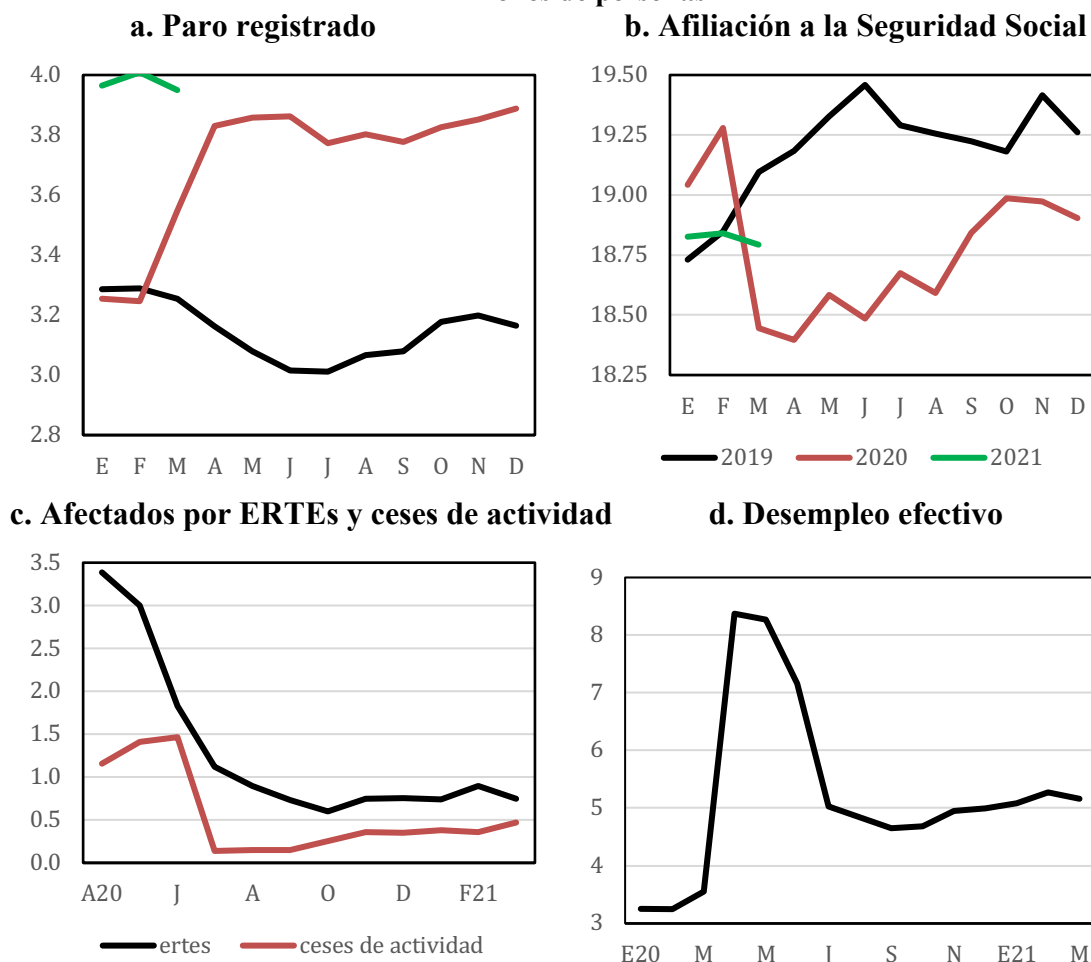 de personas
a. Paro registrado
b. Afiliación a la Seguridad Social
4.0
3.8
3.6
3.4
3.2
3.0
2.8
E F M A M J J A S O N D
19.50
19.25
19.00
18.75
18.50
18.25
E F M A M J J A S O N D
2019 2020 2021
c. Afectados por ERTEs y ceses de actividad
d. Desempleo efectivo
3.5
3.0
2.5
2.0
1.5
1.0
0.5
0.0
A20 J A O D F21
ertes ceses de actividad
9
8
7
6
5
4
3
E20 M M J S N E21 M